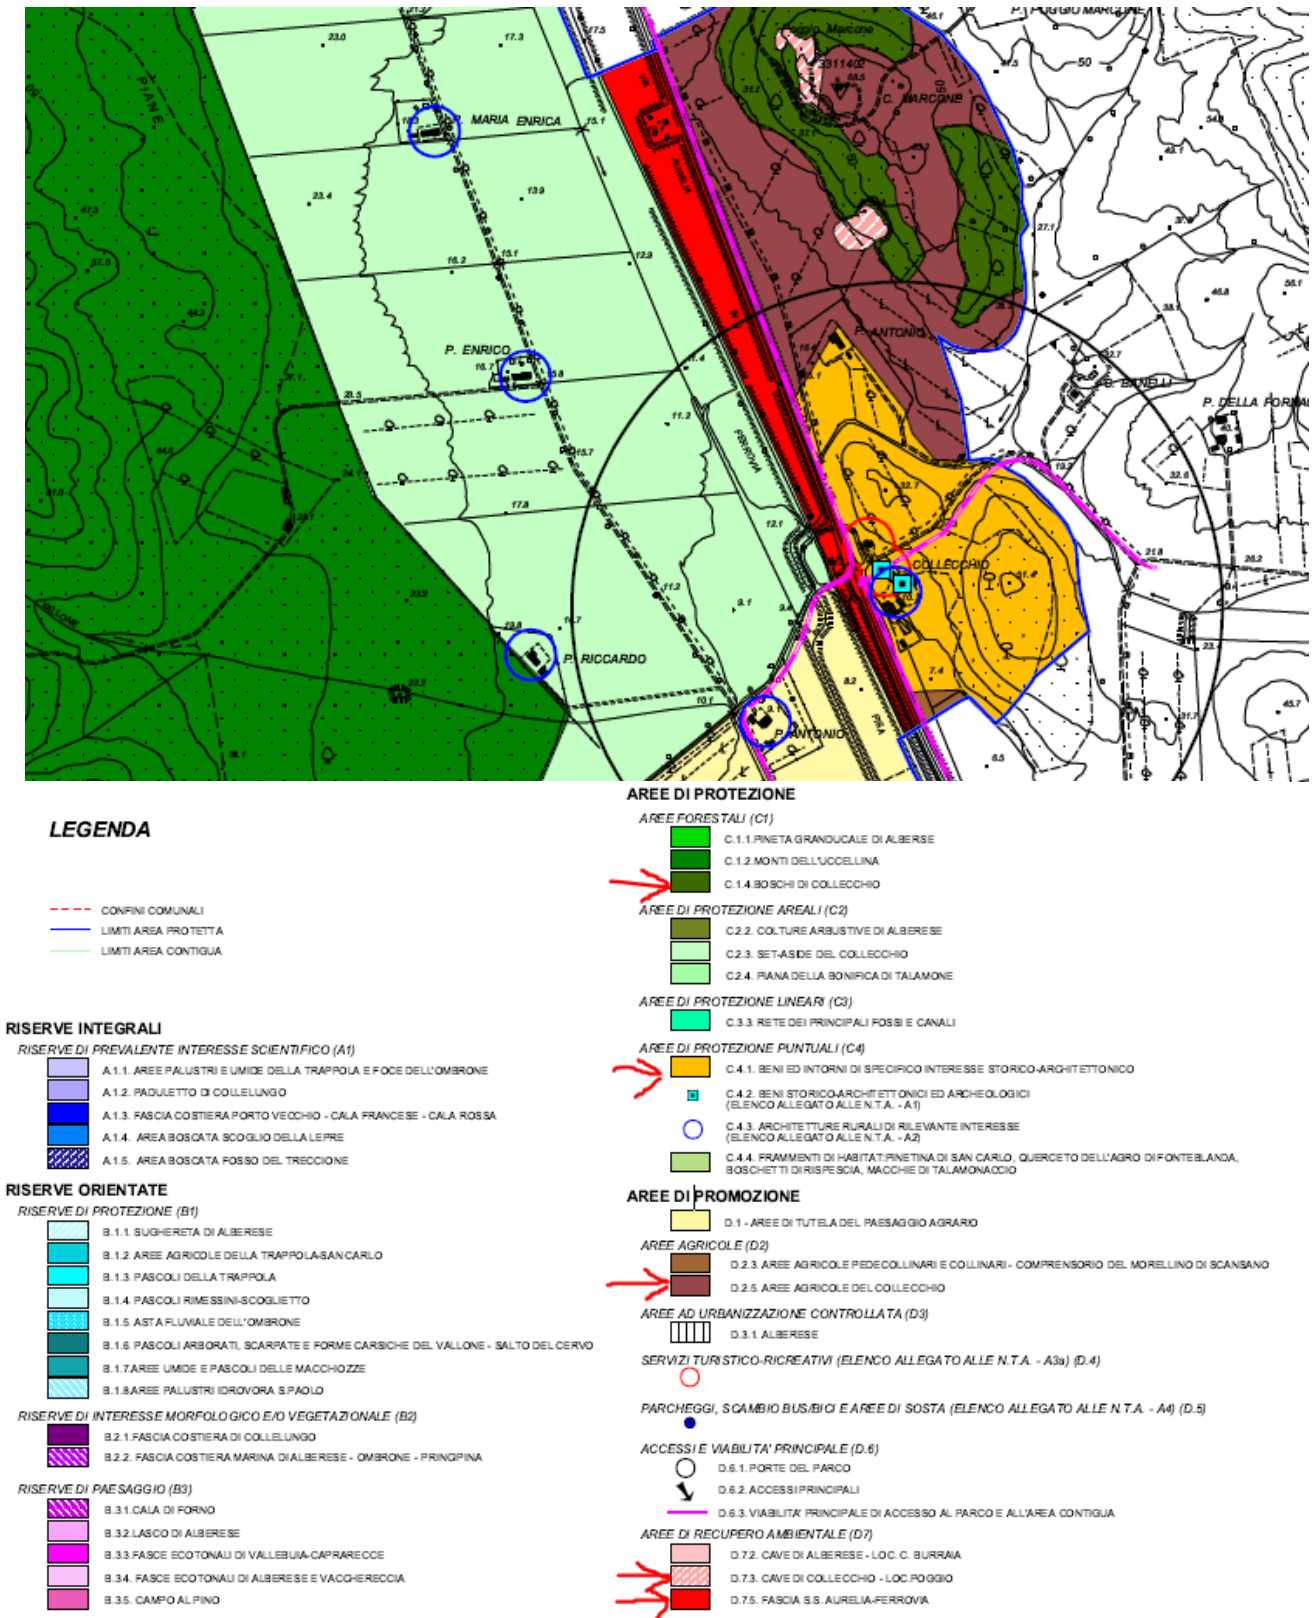 P. POGGIO MARCONE
Poggio Marcone
3311402
C. MARCONE
PIANE
P. MARIA ENRICA
VIA
AURELIA
P. ENRICO
P. ANTONIO
C. BANELLI
P. DELLA FORNAC
FERROVIA
COLLECCHIO
VALLONE
P. RICCARDO
P. ANTONIO
PISA
LEGENDA
CONFINI COMUNALI
LIMITI AREA PROTETTA
LIMITI AREA CONTIGUA
RISERVE INTEGRALI
RISERVE DI PREVALENTE INTERESSE SCIENTIFICO (A1)
A.1.1. AREE PALUSTRI E UMIDE DELLA TRAPPOLA E FOCE DELL'OMBRONE
A.1.2. PADULETTO DI COLLELUNGO
A.1.3. FASCIA COSTIERA PORTO VECCHIO - CALA FRANCESE - CALA ROSSA
A.1.4. AREA BOSCATA SCOGLIO DELLA LEPRE
A.1.5. AREA BOSCATA FOSSO DEL TRECCIONE
RISERVE ORIENTATE
RISERVE DI PROTEZIONE (B1)
B.1.1. SUGHERETA DI ALBERESE
B.1.2. AREE AGRICOLE DELLA TRAPPOLA-SAN CARLO
B.1.3. PASCOLI DELLA TRAPPOLA
B.1.4. PASCOLI RIMESSINI-SCOGLIETTO
B.1.5. ASTA FLUVIALE DELL'OMBRONE
B.1.6. PASCOLI ARBORATI, SCARPATE E FORME CARSICHE DEL VALLONE - SALTO DEL CERVO
B.1.7. AREE UMIDE E PASCOLI DELLE MACCHIOZZE
B.1.8 AREE PALUSTRI IDROVORA S.PAOLO
RISERVE DI INTERESSE MORFOLOGICO E/O VEGETAZIONALE (B2)
B.2.1. FASCIA COSTIERA DI COLLELUNGO
B.2.2. FASCIA COSTIERA MARINA DI ALBERESE - OMBRONE - PRINCIPINA
RISERVE DI PAESAGGIO (B3)
B.3.1. CALA DI FORNO
B.3.2. LASCO DI ALBERESE
B.3.3. FASCE ECOTONALI DI VALLEBUIA-CAPRARECCE
B.3.4. FASCE ECOTONALI DI ALBERESE E VACCHERECCIA
B.3.5. CAMPO ALPINO
AREE DI PROTEZIONE
AREE FORESTALI (C1)
C.1.1. PINETA GRANDUCALE DI ALBERSE
C.1.2. MONTI DELL'UCCELLINA
C.1.4. BOSCHI DI COLLECCHIO
AREE DI PROTEZIONE AREALI (C2)
C2.2. COLTURE ARBUSTIVE DI ALBERESE
C.2.3. SET-ASIDE DEL COLLECCHIO
C.2.4. PIANA DELLA BONIFICA DI TALAMONE
AREE DI PROTEZIONE LINEARI (C3)
C.3.3. RETE DEI PRINCIPALI FOSSI E CANALI
AREE DI PROTEZIONE PUNTUALI (C4)
C.4.1. BENI ED INTORNI DI SPECIFICO INTERESSE STORICO-ARCHITETTONICO
C.4.2. BENI STORICO-ARCHITETTONICI ED ARCHEOLOGICI
(ELENCO ALLEGATO ALLE N.T.A. - A1)
C.4.3. ARCHITETTURE RURALI DI RILEVANTE INTERESSE
(ELENCO ALLEGATO ALLE N.T.A. - A2)
C.4.4. FRAMMENTI DI HABITAT:PINETINA DI SAN CARLO, QUERCETO DELL'AGRO DI FONTEBLANDA,
BOSCHETTI DI RISPESCIA, MACCHIE DI TALAMONACCIO
AREE DI PROMOZIONE
D.1 - AREE DI TUTELA DEL PAESAGGIO AGRARIO
AREE AGRICOLE (D2)
D.2.3. AREE AGRICOLE PEDECOLLINARI E COLLINARI - COMPRENSORIO DEL MORELLINO DI SCANSANO
D.2.5. AREE AGRICOLE DEL COLLECCHIO
AREE AD URBANIZZAZIONE CONTROLLATA (D3)
D.3.1. ALBERESE
SERVIZI TURISTICO-RICREATIVI (ELENCO ALLEGATO ALLE N.T.A. - A3a) (D.4)
PARCHEGGI, SCAMBIO BUS/BICI E AREE DI SOSTA (ELENCO ALLEGATO ALLE N.T.A. - A4) (D.5)
ACCESSI E VIABILITA' PRINCIPALE (D.6)
D.6.1. PORTE DEL PARCO
D.6.2. ACCESSI PRINCIPALI
D.6.3. VIABILITA' PRINCIPALE DI ACCESSO AL PARCO E ALL'AREA CONTIGUA
AREE DI RECUPERO AMBIENTALE (D7)
D.7.2. CAVE DI ALBERESE - LOC. C. BURRAIA
D.7.3. CAVE DI COLLECCHIO - LOC.POGGIO
D.7.5. FASCIA S.S. AURELIA-FERROVIA